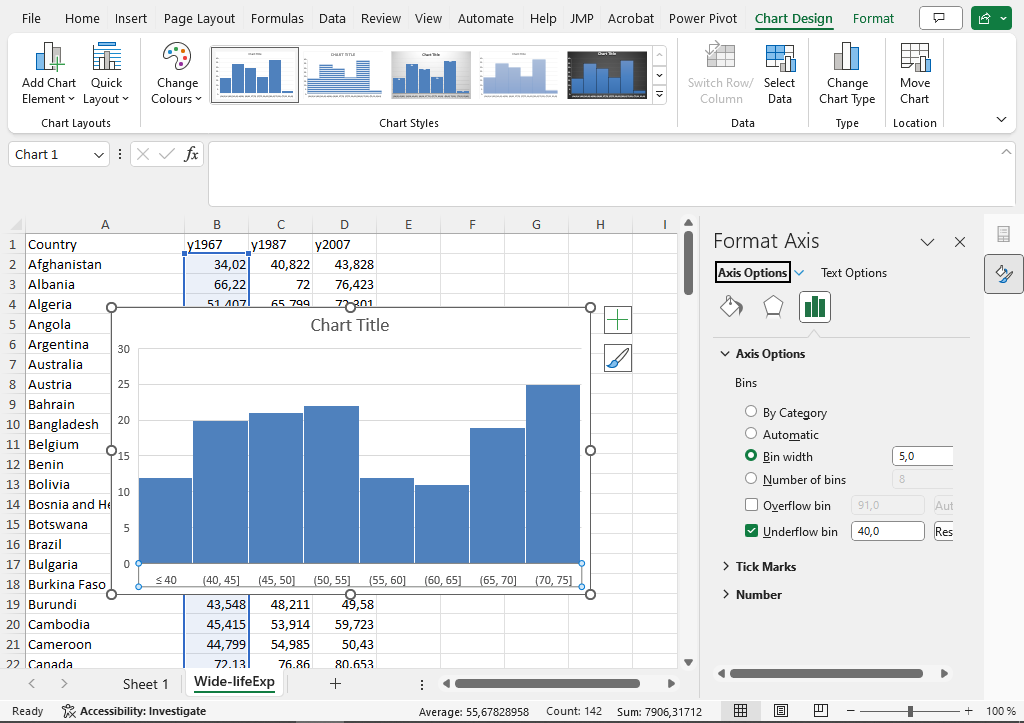 File Home Insert Page Layout Formulas Data Review View Automate Help JMP Acrobat Power Pivot Chart Design Format
Add Chart Element
Quick Layout
Chart Layouts
Change Colours
Chart Styles
Switch Row/ Column
Select Data
Data
Change Chart Type
Type
Move Chart
Location
Chart 1
fx
A B C D E F G H I
1 Country y1967 y1987 y2007
2 Afghanistan 34,02 40,822 43,828
3 Albania 66,22 72 76,423
4 Algeria 51,407 65,799 72,301
5 Angola
6 Argentina
7 Australia
8 Austria
9 Bahrain
10 Bangladesh
11 Belgium
12 Benin
13 Bolivia
14 Bosnia and He
15 Botswana
16 Brazil
17 Bulgaria
18 Burkina Faso
19 Burundi 43,548 48,211 49,58
20 Cambodia 45,415 53,914 59,723
21 Cameroon 44,799 54,985 50,43
22 Canada 72,13 76,86 80,653
Chart Title
30
25
20
15
10
5
0
≤ 40 (40, 45] (45, 50] (50, 55] (55, 60] (60, 65] (65, 70] (70, 75]
Format Axis
Axis Options Text Options
Axis Options
Bins
By Category
Automatic
Bin width 5,0
Number of bins 8
Overflow bin 91,0 Aut
Underflow bin 40,0 Res
Tick Marks
Number
Sheet 1 Wide-lifeExp
Ready Accessibility: Investigate Average: 55,67828958 Count: 142 Sum: 7906,31712 100 %